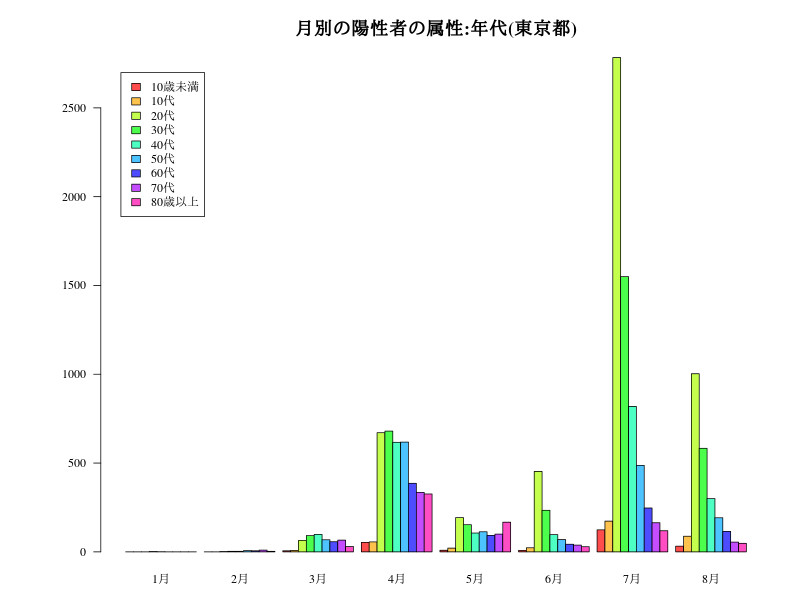 月別の陽性者の属性:年代(東京都)
10歳未満
10代
20代
30代
40代
50代
60代
70代
80歳以上
2500
2000
1500
1000
500
0
1月 2月 3月 4月 5月 6月 7月 8月